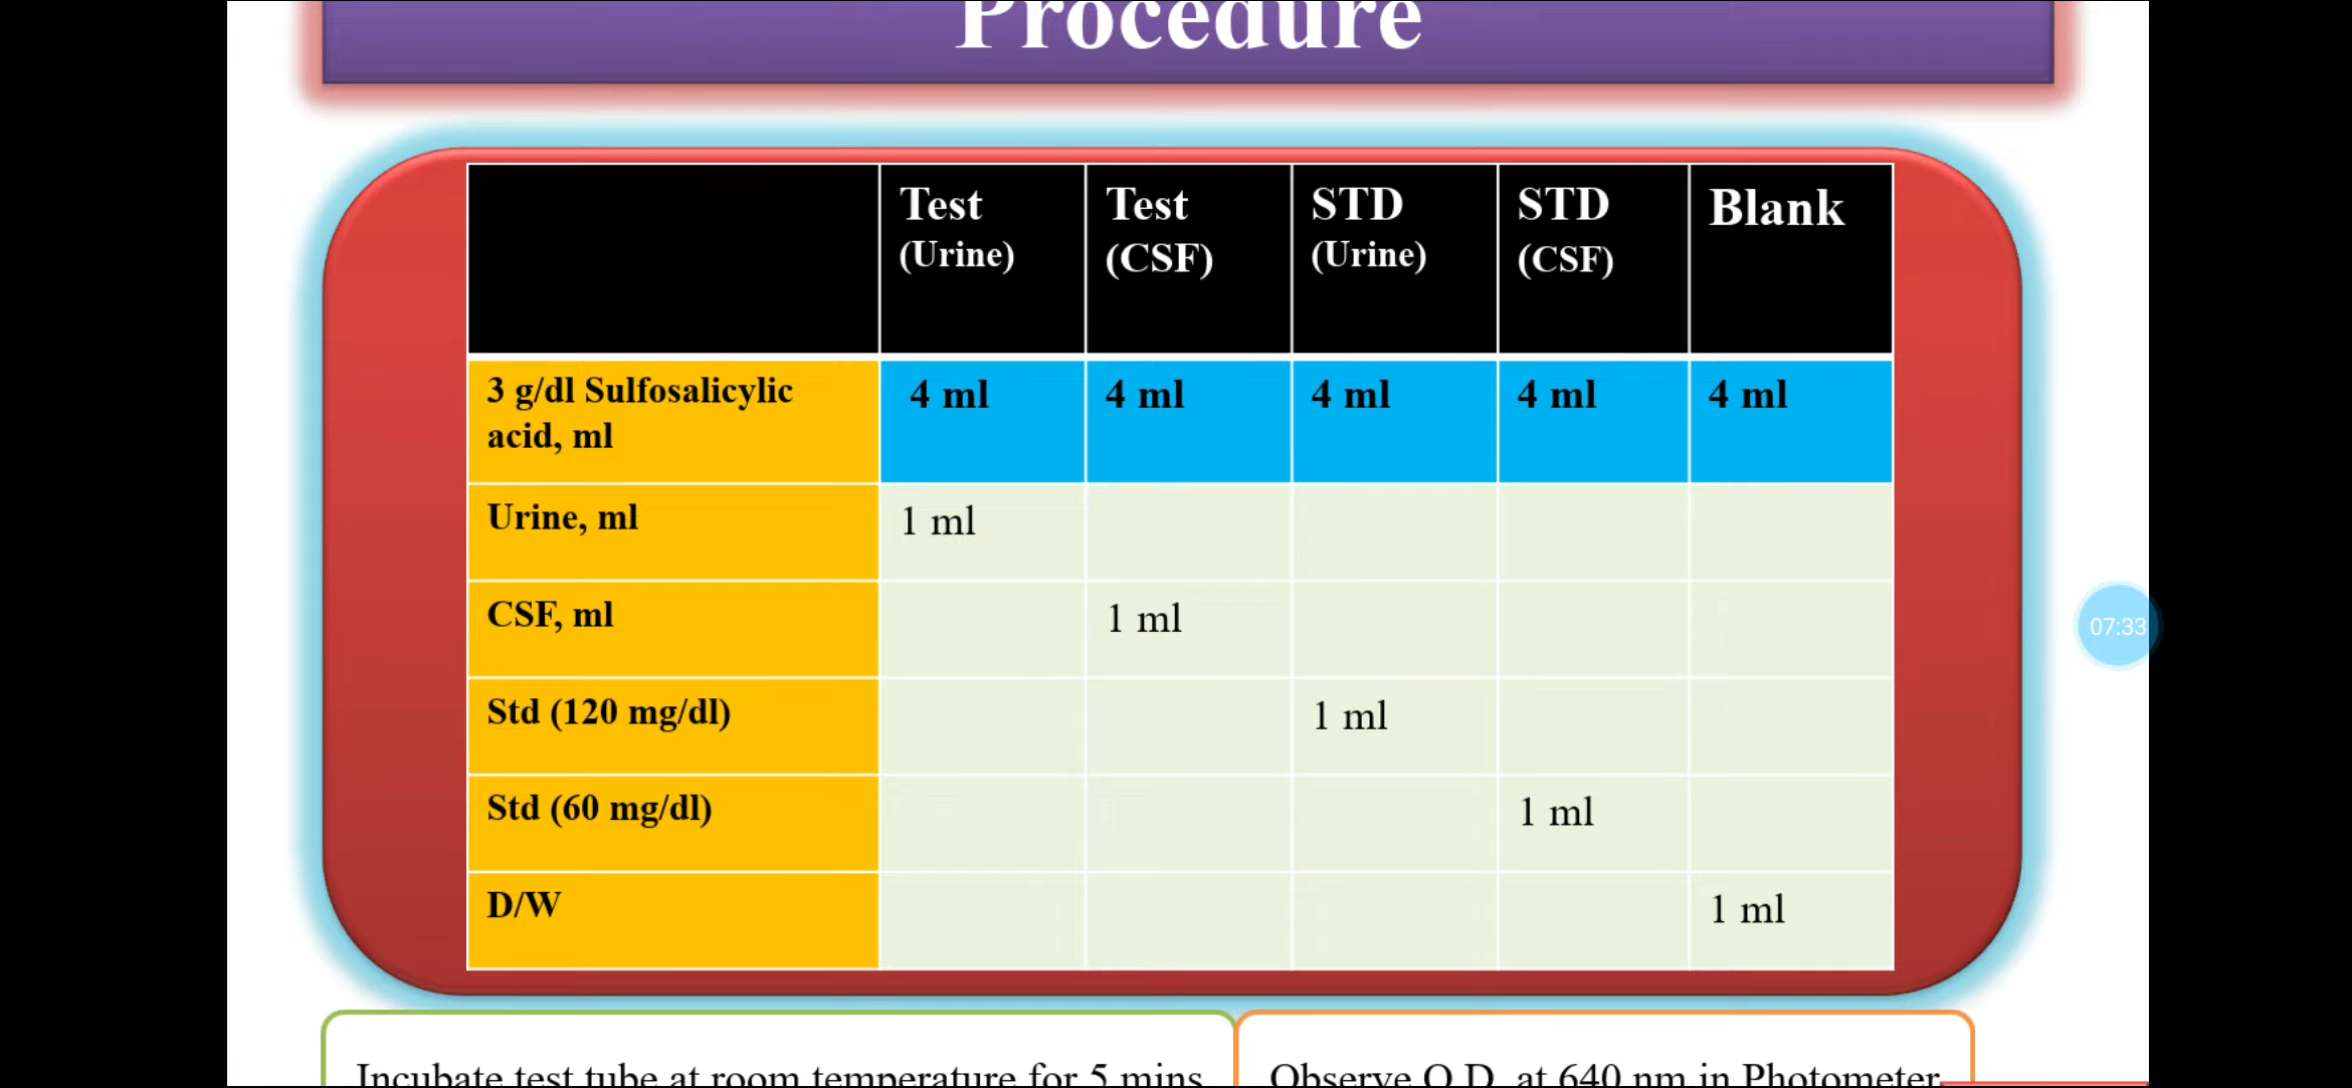 Procedure
Test Test STD STD Blank
(Urine) (CSF) (Urine) (CSF)
3 g/dl Sulfosalicylic 4 ml 4 ml 4 ml 4 ml 4 ml
acid, ml
Urine, ml 1 ml
CSF, ml 1 ml
Std (120 mg/dl) 1 ml
Std (60 mg/dl) 1 ml
D/W 1 ml
07:33
Incubate test tube at room temperature for 5 mins
Observe O.D. at 640 nm in Photometer